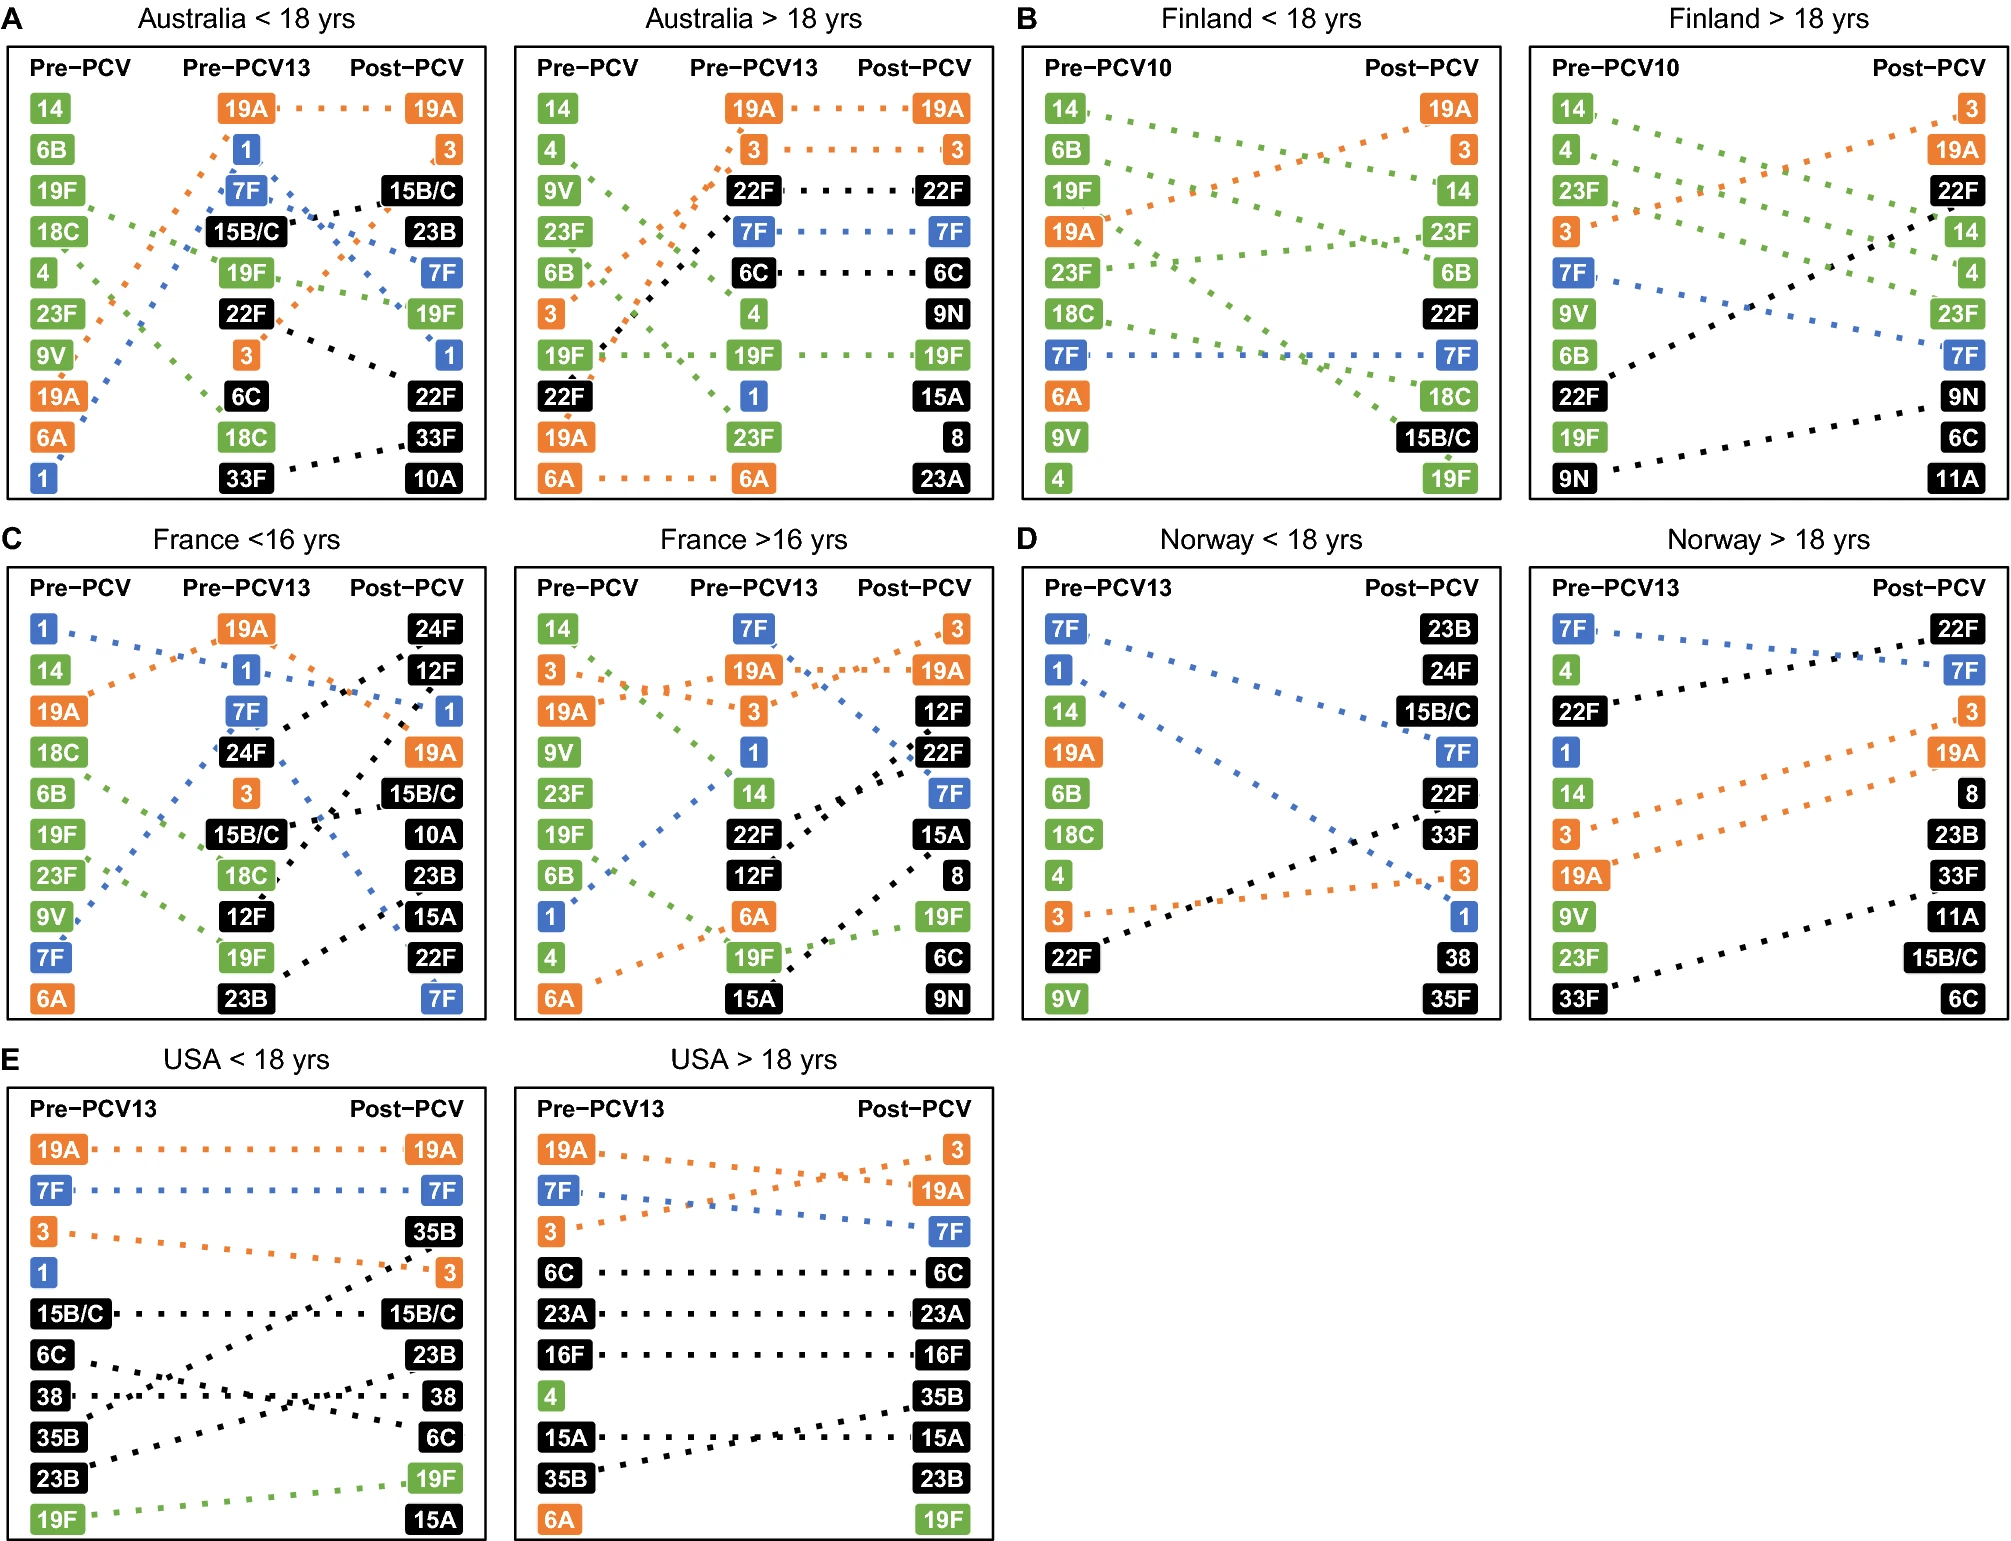 A Australia < 18 yrs Australia > 18 yrs B Finland < 18 yrs Finland > 18 yrs
Pre−PCV Pre−PCV13 Post−PCV Pre−PCV Pre−PCV13 Post−PCV Pre−PCV10 Post−PCV Pre−PCV10 Post−PCV
14 19A 19A 14 19A 19A 14 19A 14 3
6B 1 3 4 3 3 6B 3 4 19A
19F 7F 15B/C 9V 22F 22F 19F 14 23F 22F
18C 15B/C 23B 23F 7F 7F 19A 23F 3 14
4 19F 7F 6B 6C 6C 23F 6B 7F 4
23F 22F 19F 3 4 9N 18C 22F 9V 23F
9V 3 1 19F 19F 19F 7F 7F 6B 7F
19A 6C 22F 22F 1 15A 6A 18C 22F 9N
6A 18C 33F 19A 23F 8 9V 15B/C 19F 6C
1 33F 10A 6A 6A 23A 4 19F 9N 11A
C France <16 yrs France >16 yrs D Norway < 18 yrs Norway > 18 yrs
Pre−PCV Pre−PCV13 Post−PCV Pre−PCV Pre−PCV13 Post−PCV Pre−PCV13 Post−PCV Pre−PCV13 Post−PCV
1 19A 24F 14 7F 3 7F 23B 7F 22F
14 1 12F 3 19A 19A 1 24F 4 7F
19A 7F 1 19A 3 12F 14 15B/C 22F 3
18C 24F 19A 9V 1 22F 19A 7F 1 19A
6B 3 15B/C 23F 14 7F 6B 22F 14 8
19F 15B/C 10A 19F 22F 15A 18C 33F 3 23B
23F 18C 23B 6B 12F 8 4 3 19A 33F
9V 12F 15A 1 6A 19F 3 1 9V 11A
7F 19F 22F 4 19F 6C 22F 38 23F 15B/C
6A 23B 7F 6A 15A 9N 9V 35F 33F 6C
E USA < 18 yrs USA > 18 yrs
Pre−PCV13 Post−PCV Pre−PCV13 Post−PCV
19A 19A 19A 3
7F 7F 7F 19A
3 35B 3 7F
1 3 6C 6C
15B/C 15B/C 23A 23A
6C 23B 16F 16F
38 38 4 35B
35B 6C 15A 15A
23B 19F 35B 23B
19F 15A 6A 19F